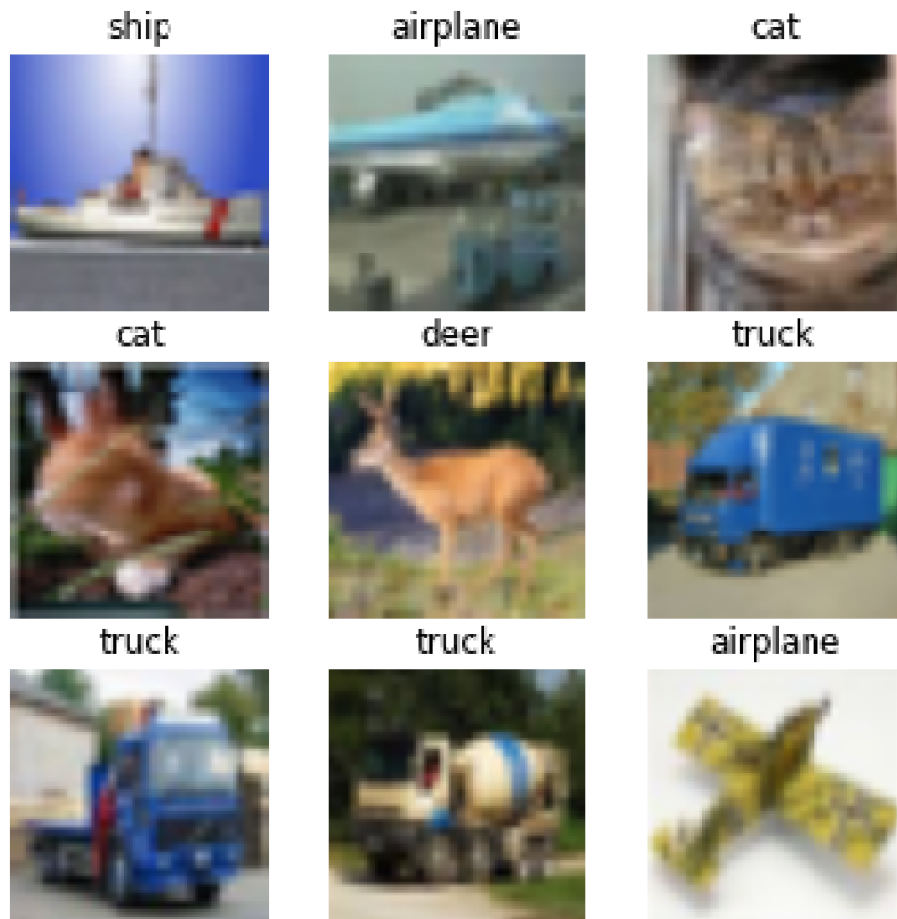 ship
airplane
cat
cat
deer
truck
truck
truck
airplane